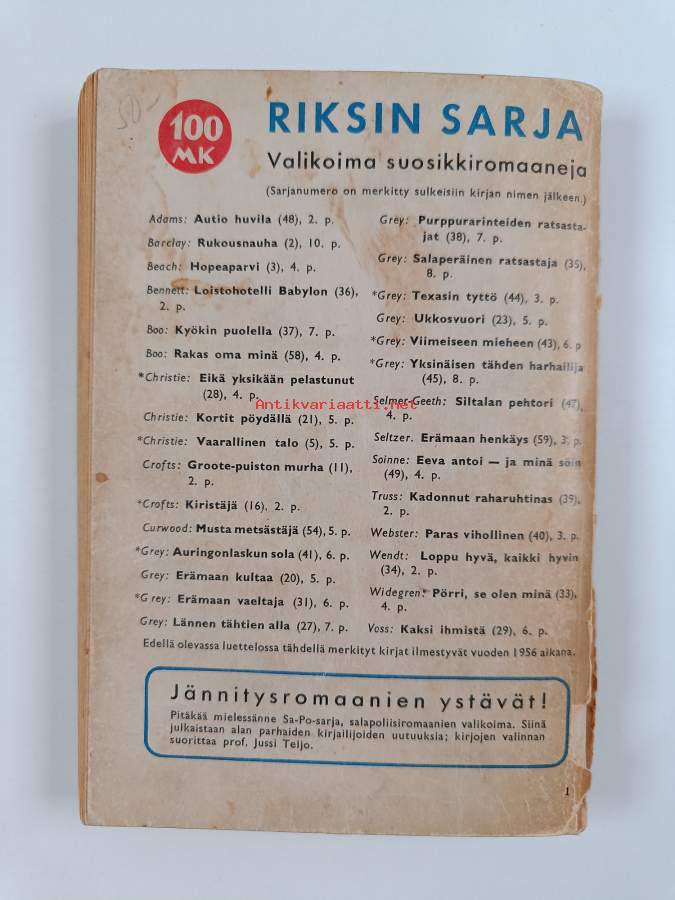 50-
100
MK
RIKSIN SARJA
Valikoima suosikkiromaaneja
(Sarjanumero on merkitty sulkeisiin kirjan nimen jälkeen.)
Adams: Autio huvila (48), 2. p.
Barclay: Rukousnauha (2), 10. p.
Beach: Hopeaparvi (3), 4. p.
Bennett: Loistohotelli Babylon (36),
2. p.
Boo: Kyökin puolella (37), 7. p.
Boo: Rakas oma minä (58), 4. p.
*Christie: Eikä yksikään pelastunut
(28), 4. p.
Christie: Kortit pöydällä (21), 5. p.
*Christie: Vaarallinen talo (5), 5. p.
Crofts: Groote-puiston murha (11),
2. p.
*Crofts: Kiristäjä (16), 2. p.
Curwood: Musta metsästäjä (54), 5. p.
*Grey: Auringonlaskun sola (41), 6. p.
Grey: Erämaan kultaa (20), 5. p.
*Grey: Erämaan vaeltaja (31), 6. p.
Grey: Lännen tähtien alla (27), 7. p.
Grey: Purppurarinteiden ratsasta-
jat (38), 7. p.
Grey: Salaperäinen ratsastaja (35),
8. p.
*Grey: Texasin tyttö (44), 3. p.
Grey: Ukkosvuori (23), 5. p.
*Grey: Viimeiseen mieheen (43), 6. p
*Grey: Yksinäisen tähden harhailija
(45), 8. p.
Selmer-Geeth: Siltalan pehtori (47),
4. p.
Seltzer. Erämaan henkäys (59), 3. p.
Soinne: Eeva antoi — ja minä söin
(49), 4. p.
Truss: Kadonnut raharuhtinas (39),
2. p.
Webster: Paras vihollinen (40), 3. p.
Wendt: Loppu hyvä, kaikki hyvin
(34), 2. p.
Widegren: Pörri, se olen minä (33),
4. p.
Voss: Kaksi ihmistä (29), 6. p.
Edellä olevassa luettelossa tähdellä merkityt kirjat ilmestyvät vuoden 1956 aikana.
Antikvariaatti.net
Jännitysromaanien ystävät!
Pitäkää mielessänne Sa-Po-sarja, salapoliisiromaanien valikoima. Siinä
julkaistaan alan parhaiden kirjailijoiden uutuuksia; kirjojen valinnan
suorittaa prof. Jussi Teljo.
1